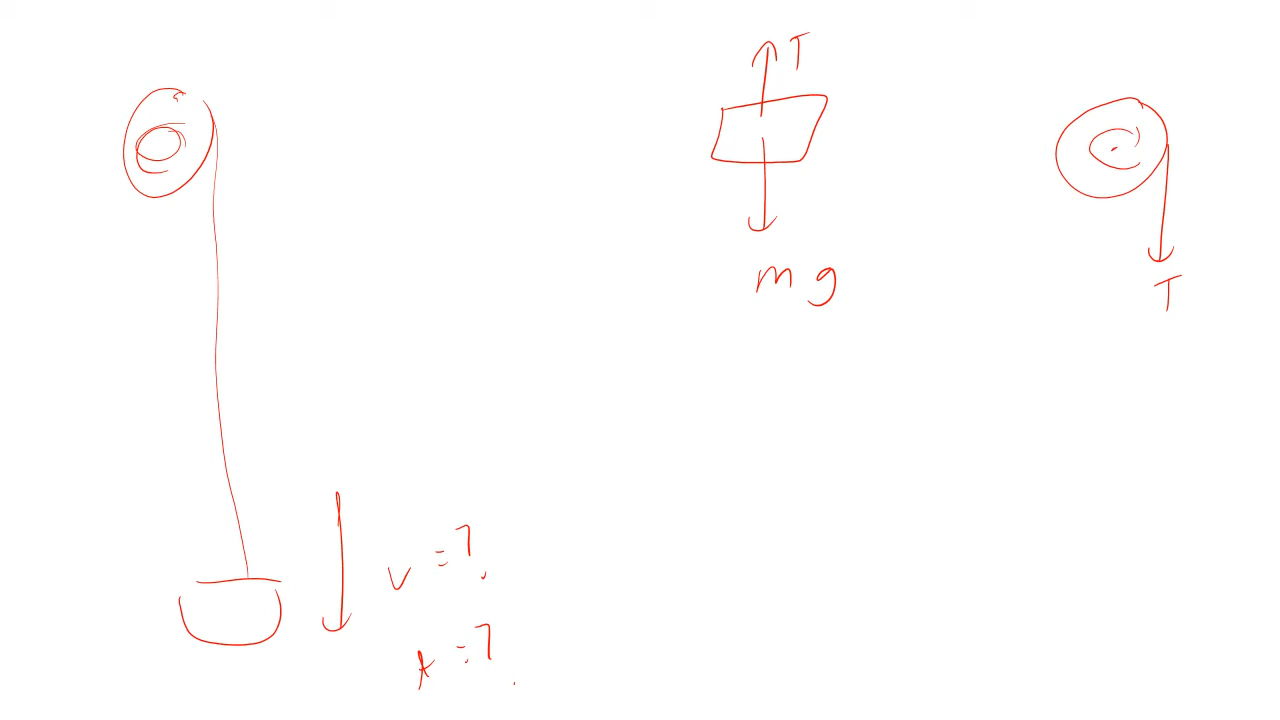 T
mg
T
v = ?
t = ?